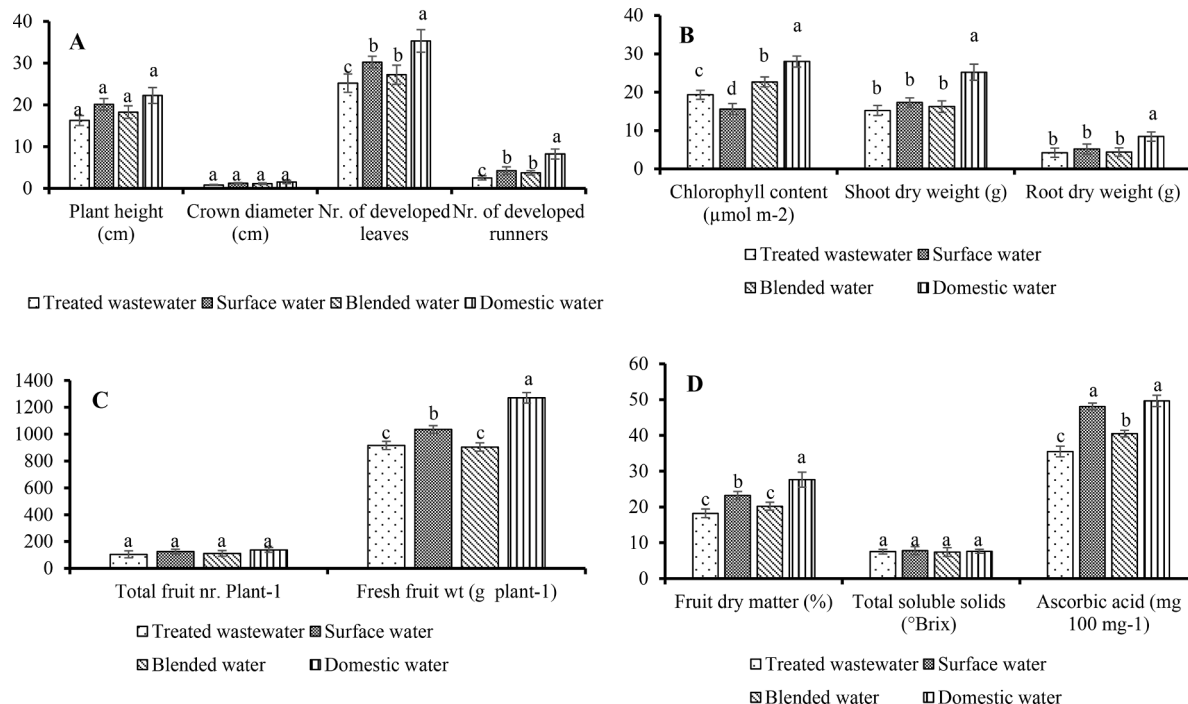 A
40
30
20
10
0
a a a a
a a a a
c b b a
c b b a
Plant height (cm)
Crown diameter (cm)
Nr. of developed leaves
Nr. of developed runners
Treated wastewater Surface water Blended water Domestic water
B
40
30
20
10
0
c d b a
b b b a
b b b a
Chlorophyll content (µmol m-2)
Shoot dry weight (g)
Root dry weight (g)
Treated wastewater Surface water
Blended water Domestic water
C
1400
1200
1000
800
600
400
200
0
a a a a
c b c a
Total fruit nr. Plant-1
Fresh fruit wt (g plant-1)
Treated wastewater Surface water
Blended water Domestic water
D
60
50
40
30
20
10
0
c b c a
a a a a
c a b a
Fruit dry matter (%)
Total soluble solids (°Brix)
Ascorbic acid (mg 100 mg-1)
Treated wastewater Surface water
Blended water Domestic water